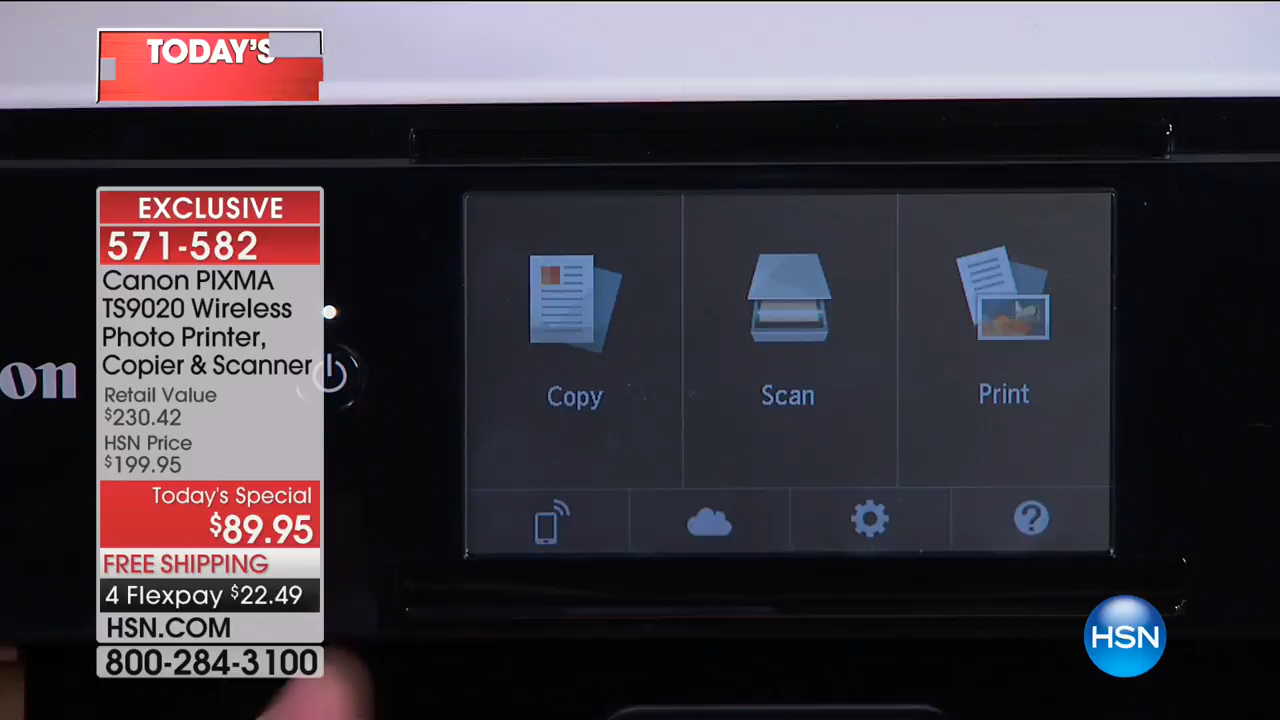 TODAY'S
EXCLUSIVE
571-582
Canon PIXMA
TS9020 Wireless
Photo Printer,
Copier & Scanner
Retail Value
$230.42
HSN Price
$199.95
Today's Special
$89.95
FREE SHIPPING
4 Flexpay $22.49
HSN.COM
800-284-3100
on
Copy
Scan
Print
?
HSN